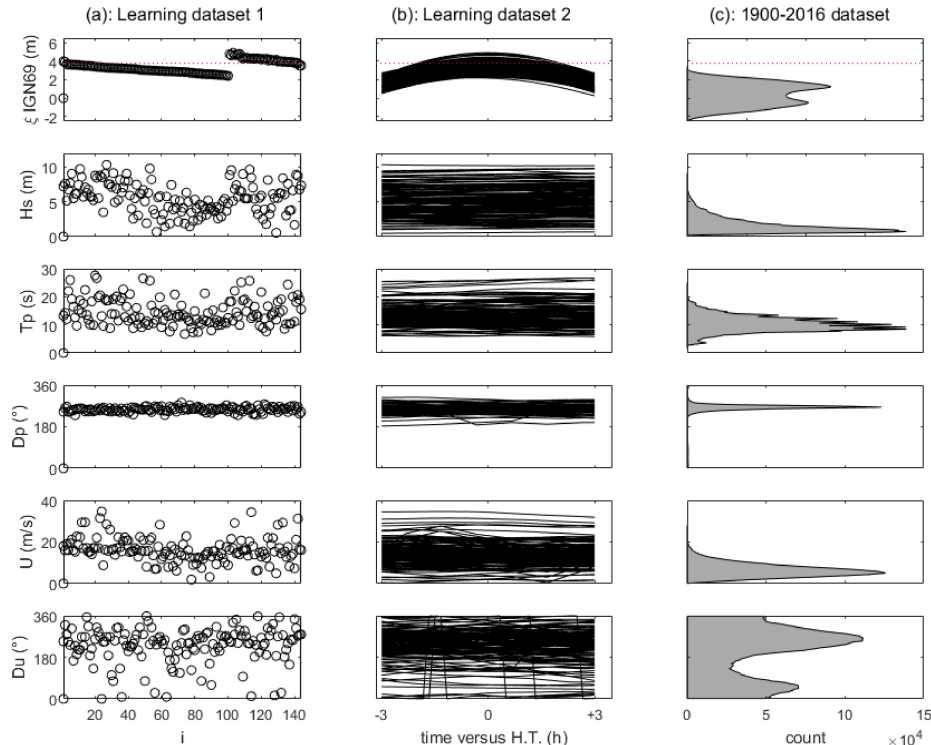 (a): Learning dataset 1
(b): Learning dataset 2
(c): 1900-2016 dataset
ξ IGN69 (m)
6
4
2
0
-2
Hs (m)
10
5
0
Tp (s)
30
20
10
0
Dp (°)
360
180
0
U (m/s)
40
20
0
Du (°)
360
180
0
20 40 60 80 100 120 140
-3 0 +3
0 5 10 15
i
time versus H.T. (h)
count
×10⁴